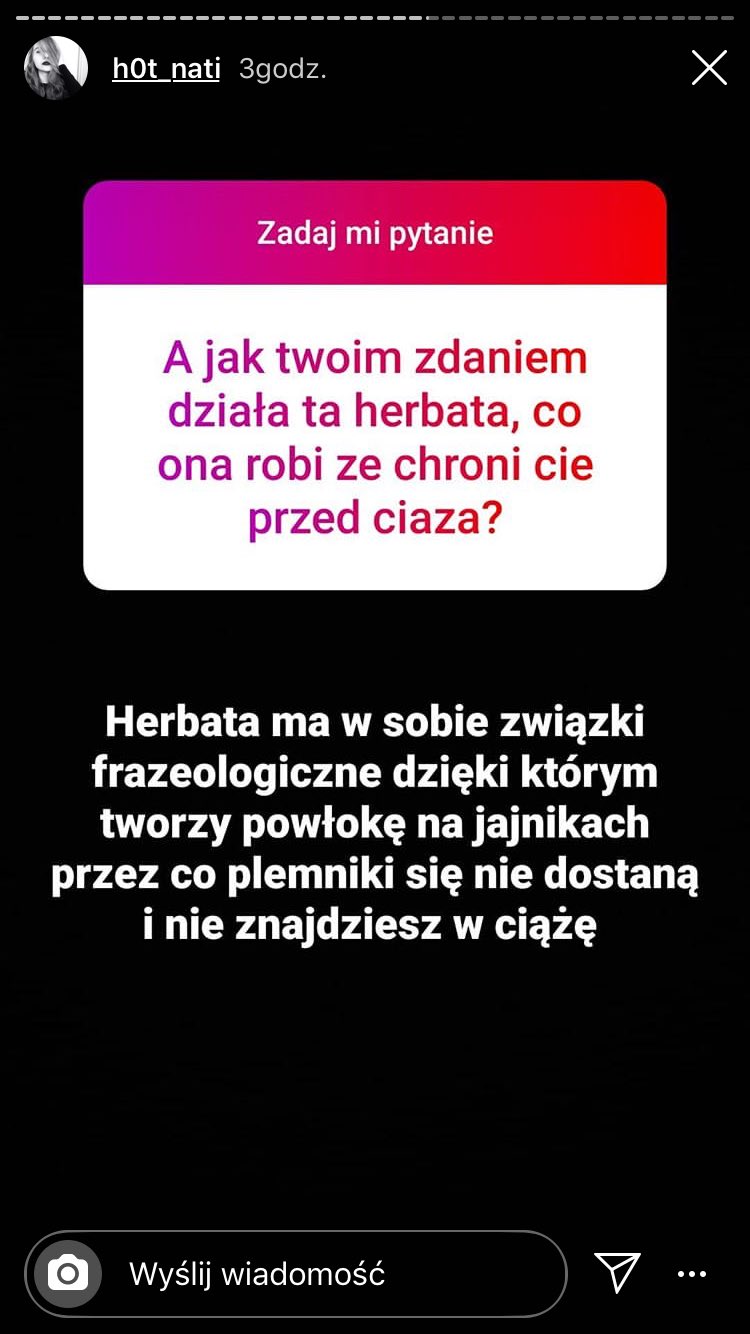 h0t_nati 3godz.
Zadaj mi pytanie
A jak twoim zdaniem
działa ta herbata, co
ona robi ze chroni cie
przed ciaza?
Herbata ma w sobie związki
frazeologiczne dzięki którym
tworzy powłokę na jajnikach
przez co plemniki się nie dostaną
i nie znajdziesz w ciążę
Wyślij wiadomość